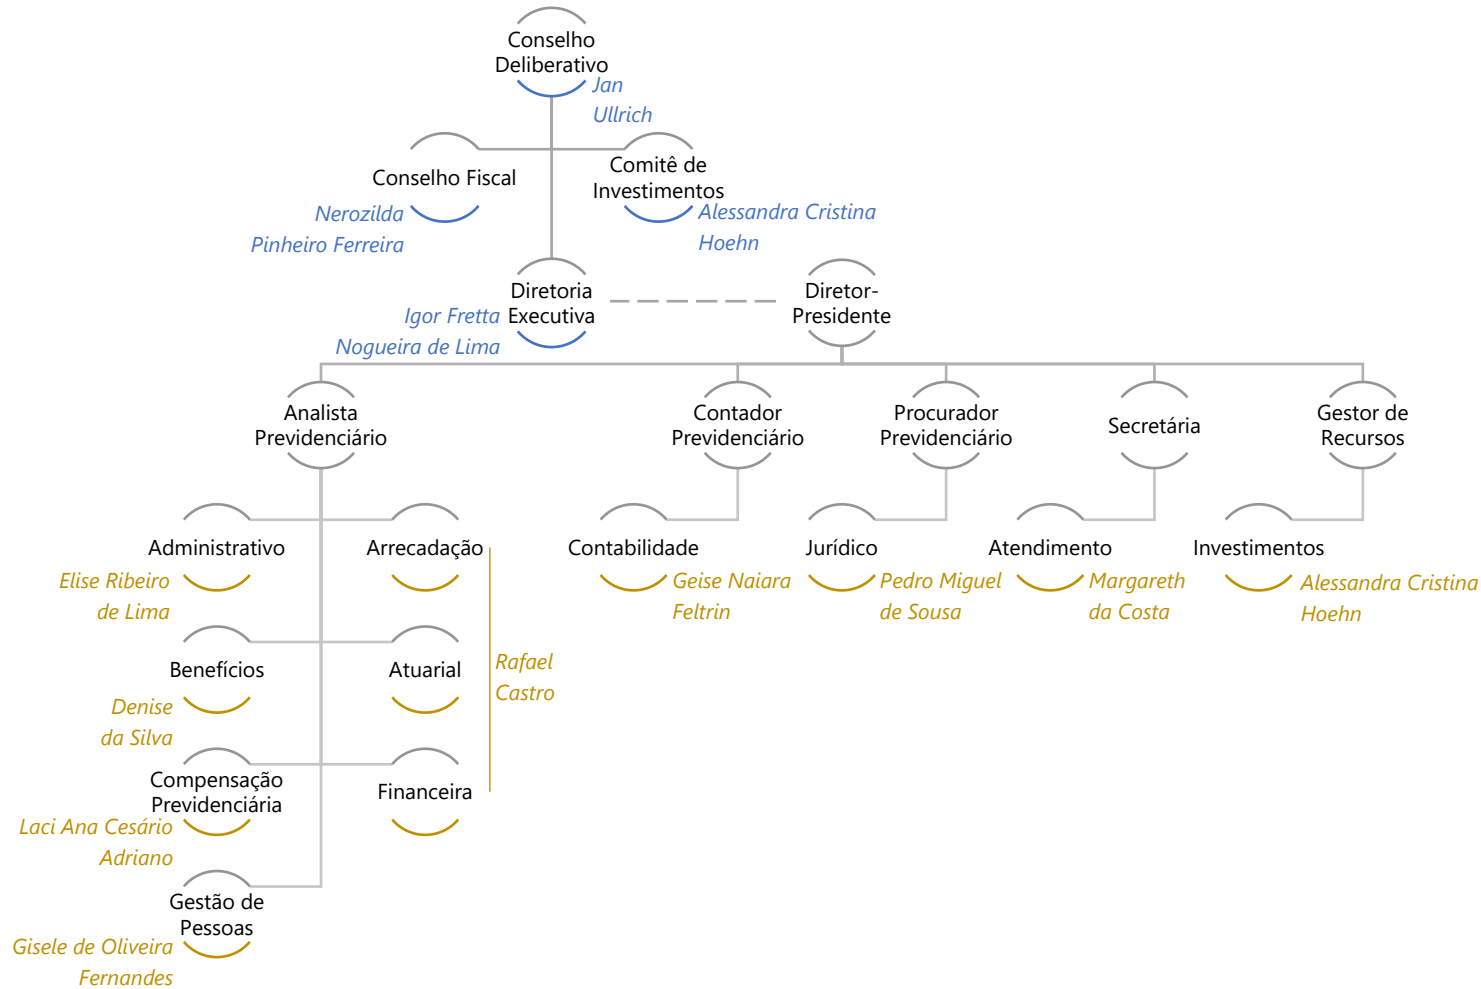 Conselho
Deliberativo
Jan
Ullrich
Conselho Fiscal
Nerozilda
Pinheiro Ferreira
Comitê de
Investimentos
Alessandra Cristina
Hoehn
Diretoria
Executiva
Igor Fretta
Nogueira de Lima
Diretor-
Presidente
Analista
Previdenciário
Contador
Previdenciário
Procurador
Previdenciário
Secretária
Gestor de
Recursos
Administrativo
Elise Ribeiro
de Lima
Arrecadação
Contabilidade
Geise Naiara
Feltrin
Jurídico
Pedro Miguel
de Sousa
Atendimento
Margareth
da Costa
Investimentos
Alessandra Cristina
Hoehn
Benefícios
Denise
da Silva
Atuarial
Rafael
Castro
Compensação
Previdenciária
Laci Ana Cesário
Adriano
Financeira
Gestão de
Pessoas
Gisele de Oliveira
Fernandes